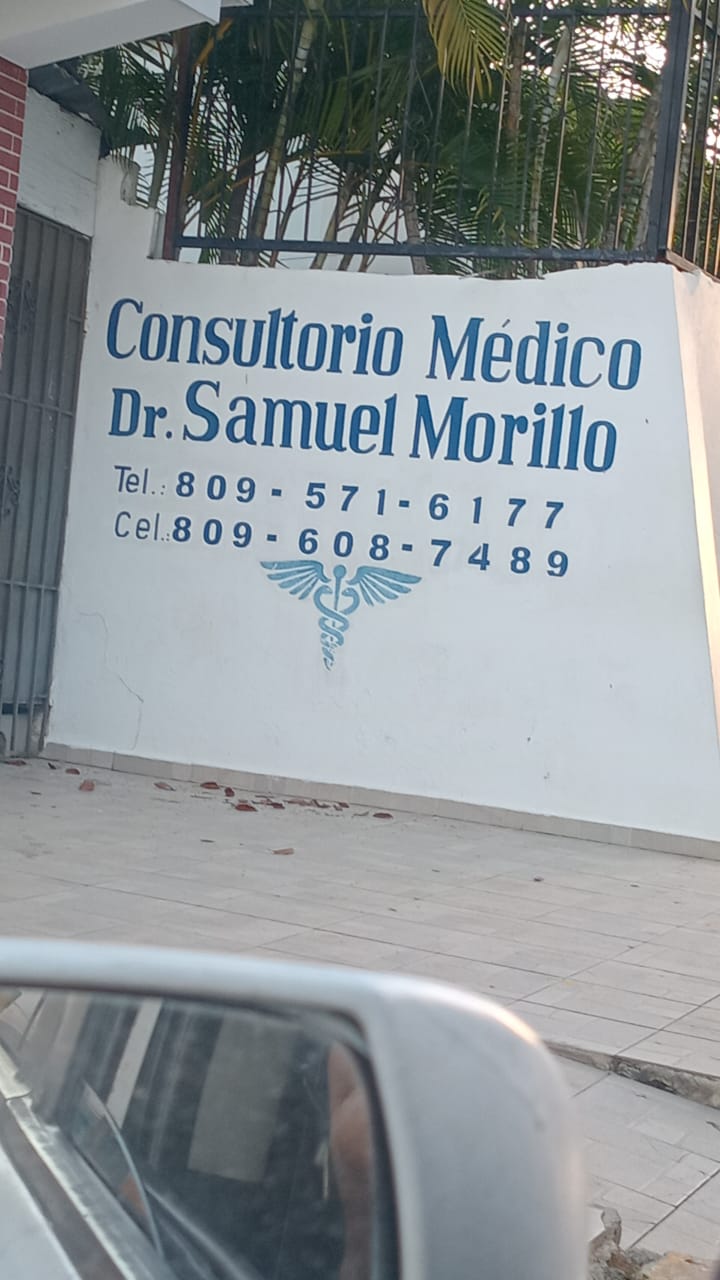 Consultorio Médico
Dr. Samuel Morillo
Tel.: 809-571-6177
Cel.:809-608-7489